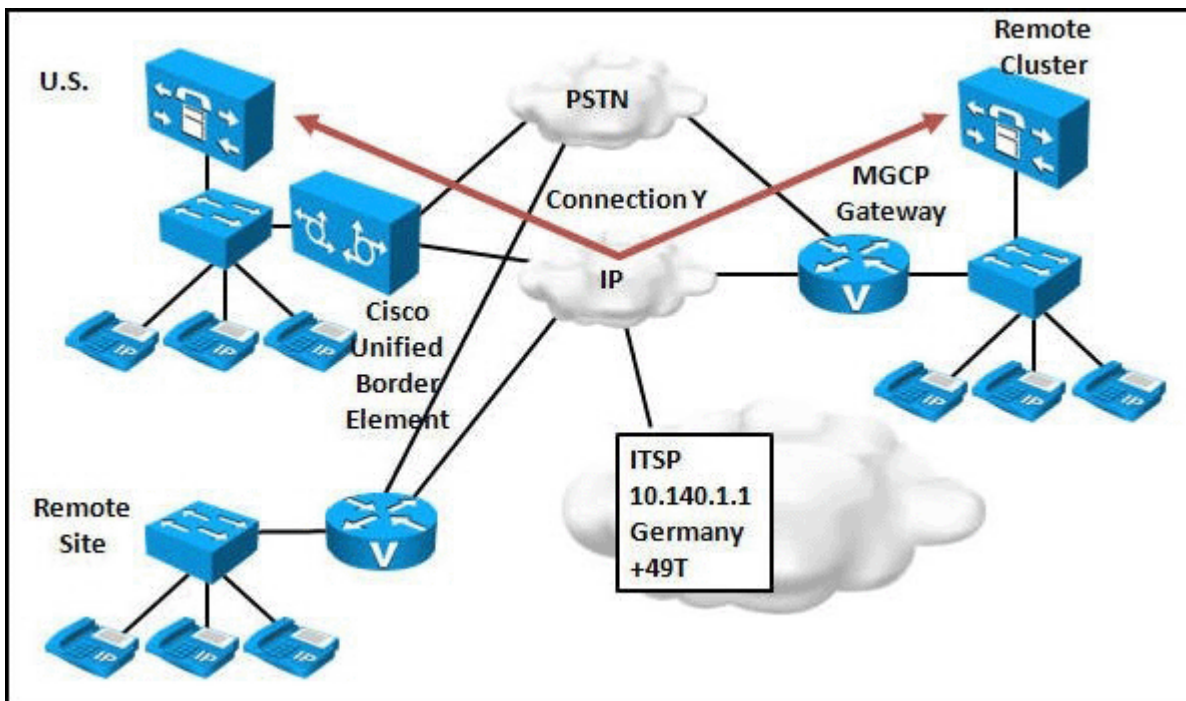 U.S.
PSTN
Remote
Cluster
Connection Y
MGCP
Gateway
IP
V
Cisco
Unified
Border
Element
IP
IP
IP
IP
IP
IP
ITSP
10.140.1.1
Germany
+49T
Remote
Site
V
IP
IP
IP